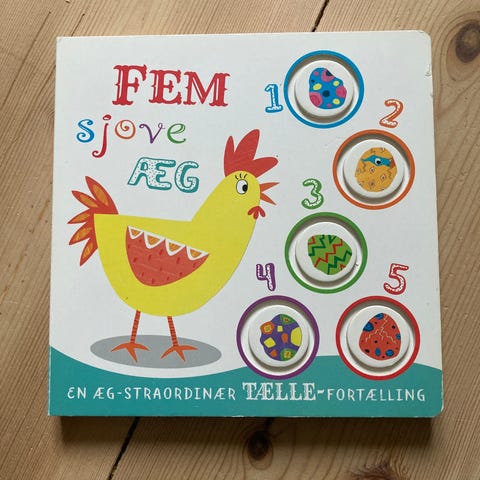 FEM
sjove
ÆG
1
2
3
4
5
EN ÆG-STRAORDINÆR TÆLLE-FORTÆLLING